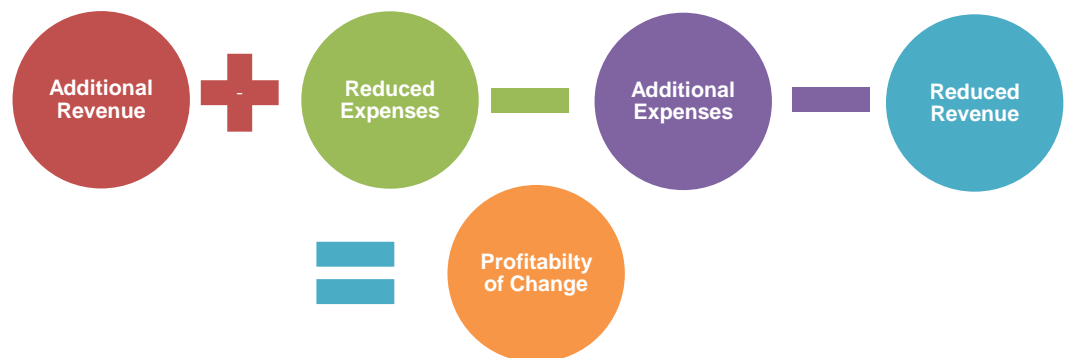 Additional
Revenue
-
Reduced
Expenses
Additional
Expenses
Reduced
Revenue
Profitabilty
of Change